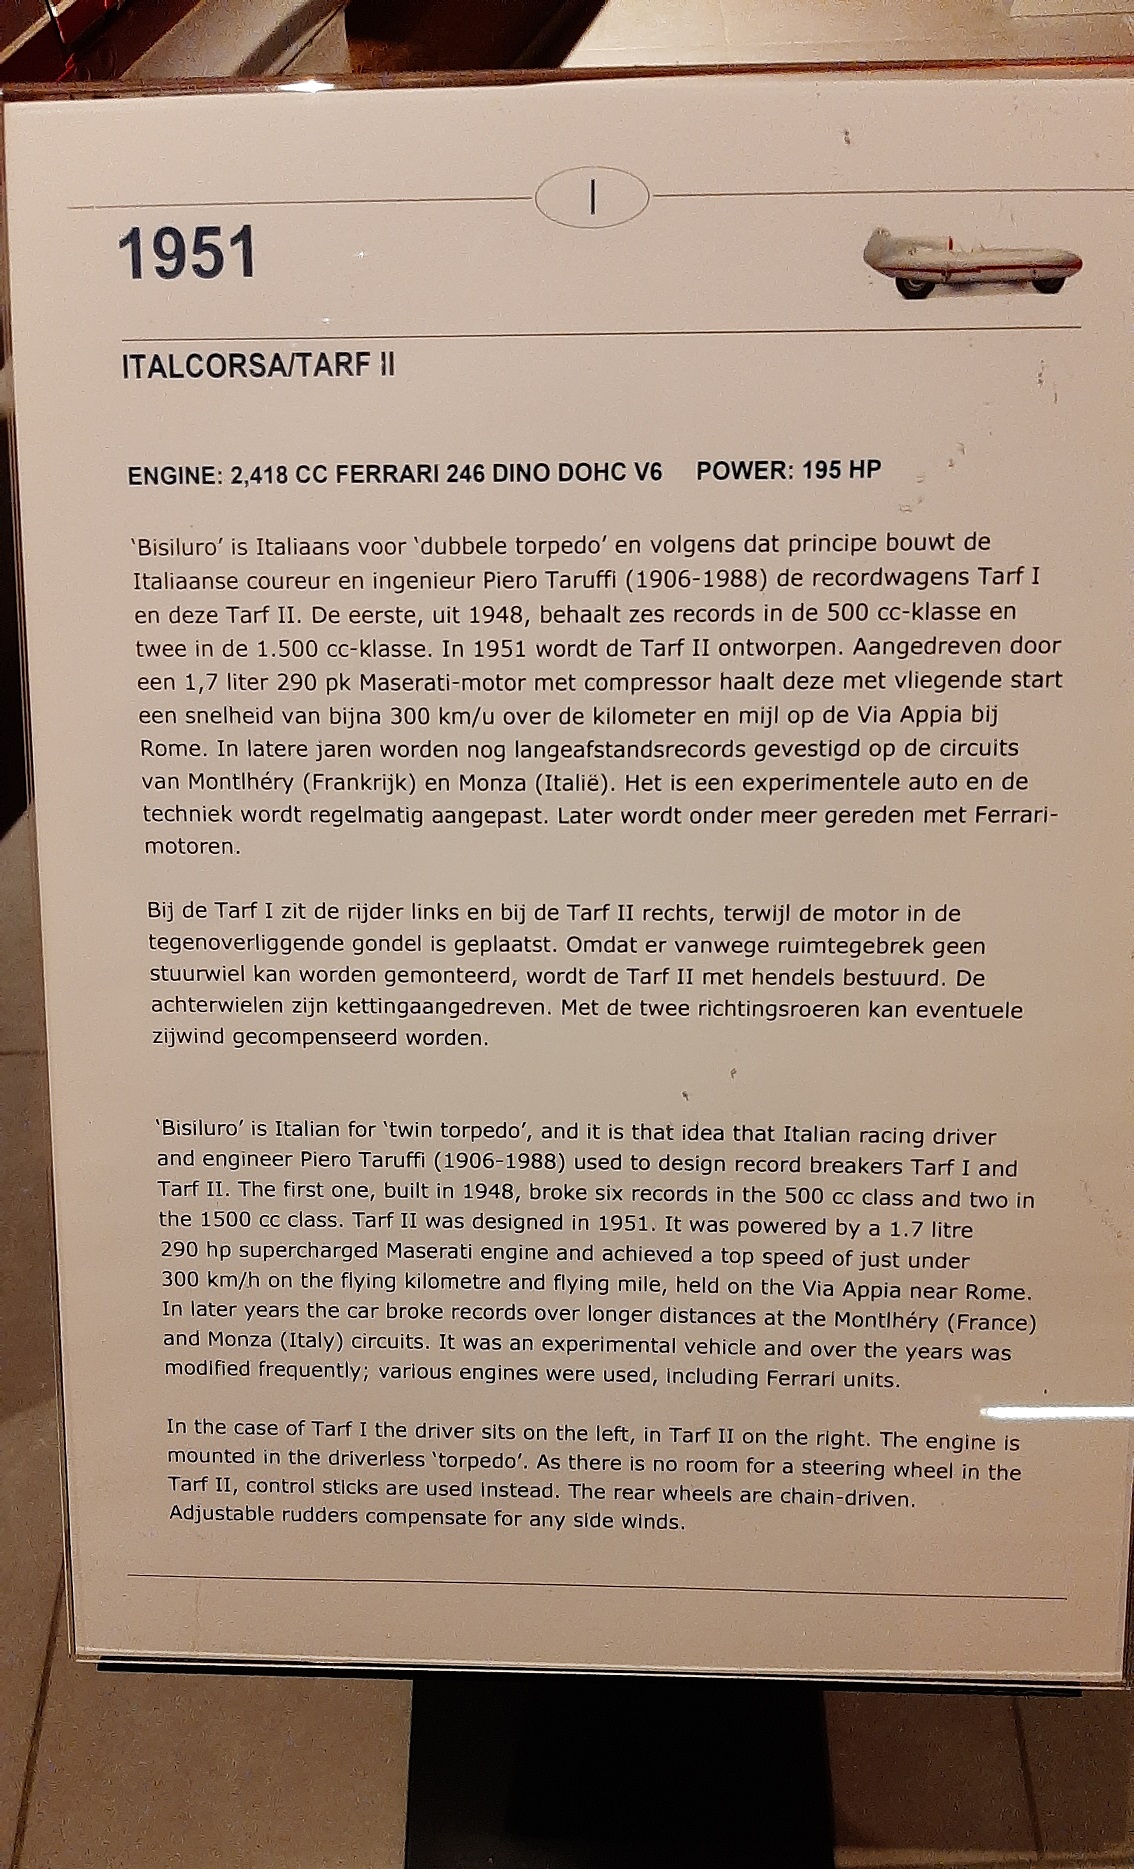 I
1951
ITALCORSA/TARF II
ENGINE: 2,418 CC FERRARI 246 DINO DOHC V6 POWER: 195 HP
‘Bisiluro’ is Italiaans voor ‘dubbele torpedo’ en volgens dat principe bouwt de
Italiaanse coureur en ingenieur Piero Taruffi (1906-1988) de recordwagens Tarf I
en deze Tarf II. De eerste, uit 1948, behaalt zes records in de 500 cc-klasse en
twee in de 1.500 cc-klasse. In 1951 wordt de Tarf II ontworpen. Aangedreven door
een 1,7 liter 290 pk Maserati-motor met compressor haalt deze met vliegende start
een snelheid van bijna 300 km/u over de kilometer en mijl op de Via Appia bij
Rome. In latere jaren worden nog langeafstandsrecords gevestigd op de circuits
van Montlhéry (Frankrijk) en Monza (Italië). Het is een experimentele auto en de
techniek wordt regelmatig aangepast. Later wordt onder meer gereden met Ferrari-
motoren.
Bij de Tarf I zit de rijder links en bij de Tarf II rechts, terwijl de motor in de
tegenoverliggende gondel is geplaatst. Omdat er vanwege ruimtegebrek geen
stuurwiel kan worden gemonteerd, wordt de Tarf II met hendels bestuurd. De
achterwielen zijn kettingaangedreven. Met de twee richtingsroeren kan eventuele
zijwind gecompenseerd worden.
‘Bisiluro’ is Italian for ‘twin torpedo’, and it is that idea that Italian racing driver
and engineer Piero Taruffi (1906-1988) used to design record breakers Tarf I and
Tarf II. The first one, built in 1948, broke six records in the 500 cc class and two in
the 1500 cc class. Tarf II was designed in 1951. It was powered by a 1.7 litre
290 hp supercharged Maserati engine and achieved a top speed of just under
300 km/h on the flying kilometre and flying mile, held on the Via Appia near Rome.
In later years the car broke records over longer distances at the Montlhéry (France)
and Monza (Italy) circuits. It was an experimental vehicle and over the years was
modified frequently; various engines were used, including Ferrari units.
In the case of Tarf I the driver sits on the left, in Tarf II on the right. The engine is
mounted in the driverless ‘torpedo’. As there is no room for a steering wheel in the
Tarf II, control sticks are used instead. The rear wheels are chain-driven.
Adjustable rudders compensate for any side winds.